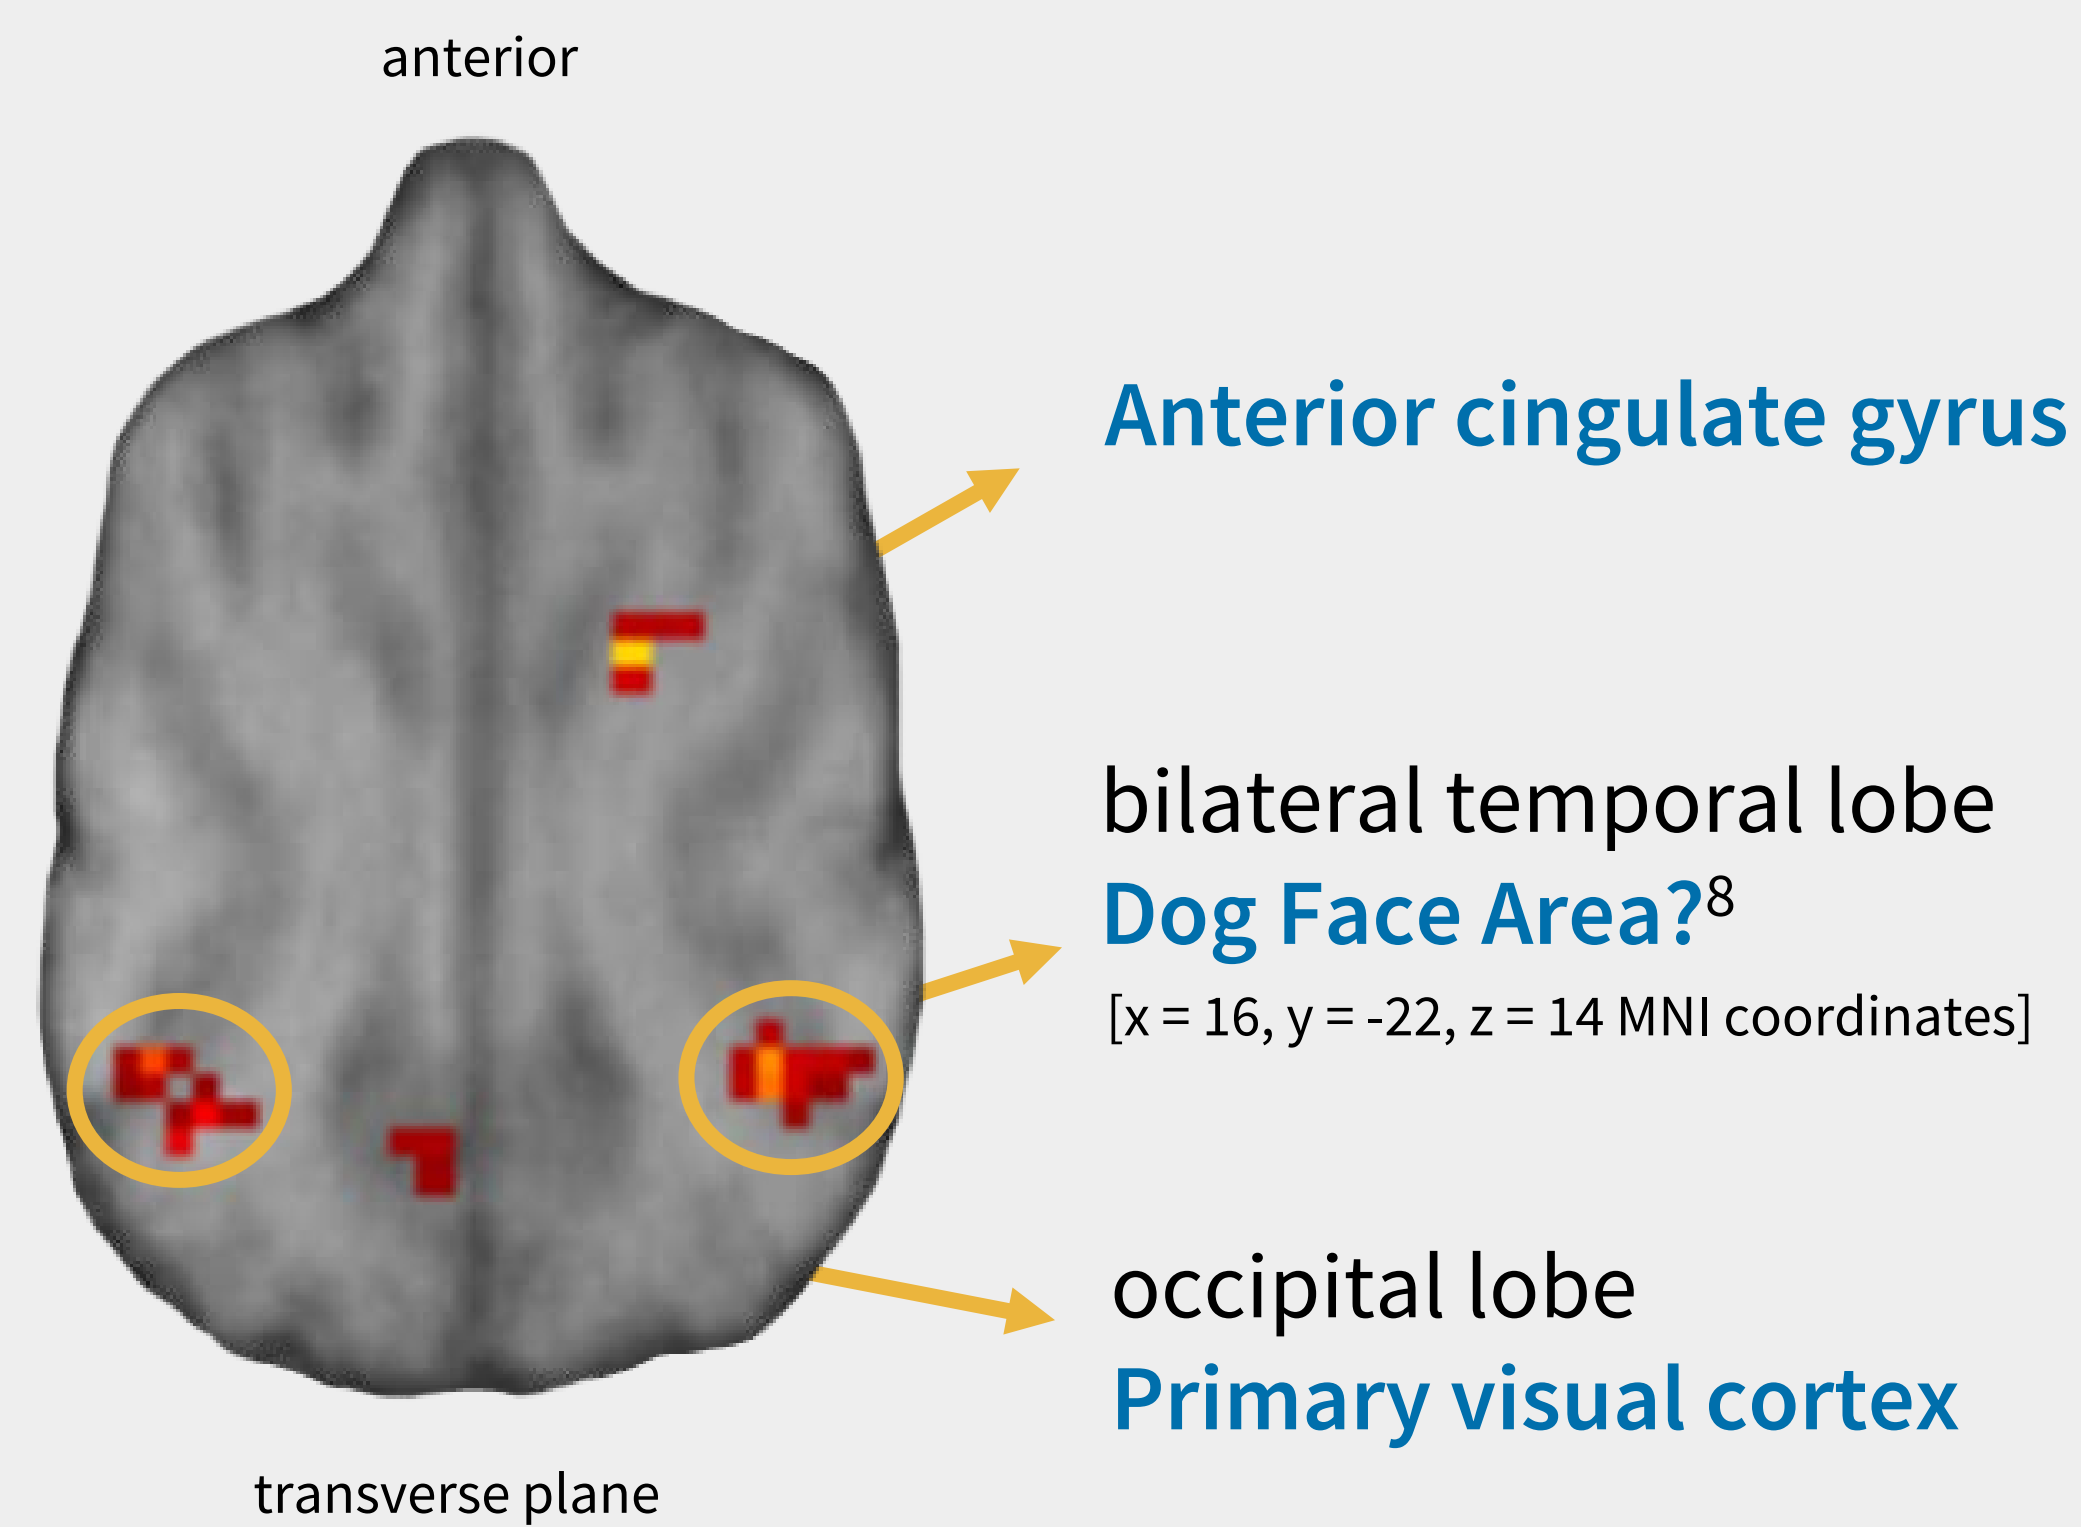 anterior
Anterior cingulate gyrus
bilateral temporal lobe
Dog Face Area?8
[x = 16, y = -22, z = 14 MNI coordinates]
occipital lobe
Primary visual cortex
transverse plane